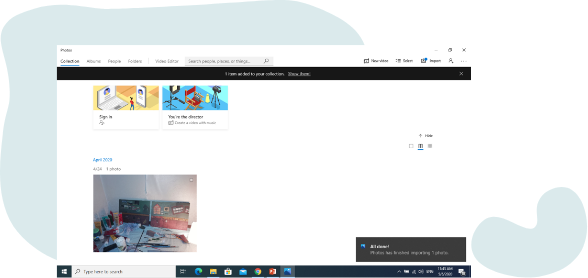 Photos
Collection Albums People Folders Video Editor Search people, places, or things... New video Select Import
1 item added to your collection. Show them!
Sign in You're the director
Create a video with music
Hide
April 2020
4/24 1 photo
All done!
Photos has finished importing 1 photo.
Type here to search
ENG